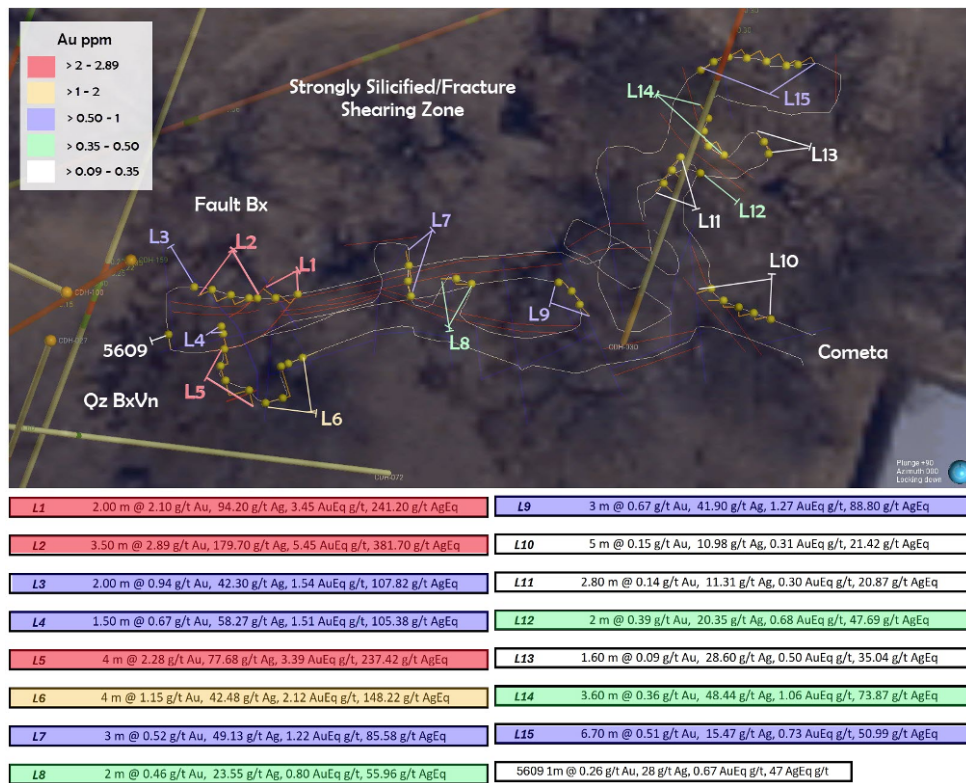 Au ppm
> 2 - 2.89
> 1 - 2
> 0.50 - 1
> 0.35 - 0.50
> 0.09 - 0.35
Strongly Silicified/Fracture
Shearing Zone
L14
L15
L13
L12
L11
Fault Bx
L3
L2
L1
L7
L10
L4
L9
L8
5609
Cometa
L5
L6
Qz BxVn
CDH-072
Plunge +90
Azimuth 000
Looking down
L1 2.00 m @ 2.10 g/t Au, 94.20 g/t Ag, 3.45 AuEq g/t, 241.20 g/t AgEq
L2 3.50 m @ 2.89 g/t Au, 179.70 g/t Ag, 5.45 AuEq g/t, 381.70 g/t AgEq
L3 2.00 m @ 0.94 g/t Au, 42.30 g/t Ag, 1.54 AuEq g/t, 107.82 g/t AgEq
L4 1.50 m @ 0.67 g/t Au, 58.27 g/t Ag, 1.51 AuEq g/t, 105.38 g/t AgEq
L5 4 m @ 2.28 g/t Au, 77.68 g/t Ag, 3.39 AuEq g/t, 237.42 g/t AgEq
L6 4 m @ 1.15 g/t Au, 42.48 g/t Ag, 2.12 AuEq g/t, 148.22 g/t AgEq
L7 3 m @ 0.52 g/t Au, 49.13 g/t Ag, 1.22 AuEq g/t, 85.58 g/t AgEq
L8 2 m @ 0.46 g/t Au, 23.55 g/t Ag, 0.80 AuEq g/t, 55.96 g/t AgEq
L9 3 m @ 0.67 g/t Au, 41.90 g/t Ag, 1.27 AuEq g/t, 88.80 g/t AgEq
L10 5 m @ 0.15 g/t Au, 10.98 g/t Ag, 0.31 AuEq g/t, 21.42 g/t AgEq
L11 2.80 m @ 0.14 g/t Au, 11.31 g/t Ag, 0.30 AuEq g/t, 20.87 g/t AgEq
L12 2 m @ 0.39 g/t Au, 20.35 g/t Ag, 0.68 AuEq g/t, 47.69 g/t AgEq
L13 1.60 m @ 0.09 g/t Au, 28.60 g/t Ag, 0.50 AuEq g/t, 35.04 g/t AgEq
L14 3.60 m @ 0.36 g/t Au, 48.44 g/t Ag, 1.06 AuEq g/t, 73.87 g/t AgEq
L15 6.70 m @ 0.51 g/t Au, 15.47 g/t Ag, 0.73 AuEq g/t, 50.99 g/t AgEq
5609 1m @ 0.26 g/t Au, 28 g/t Ag, 0.67 AuEq g/t, 47 AgEq g/t